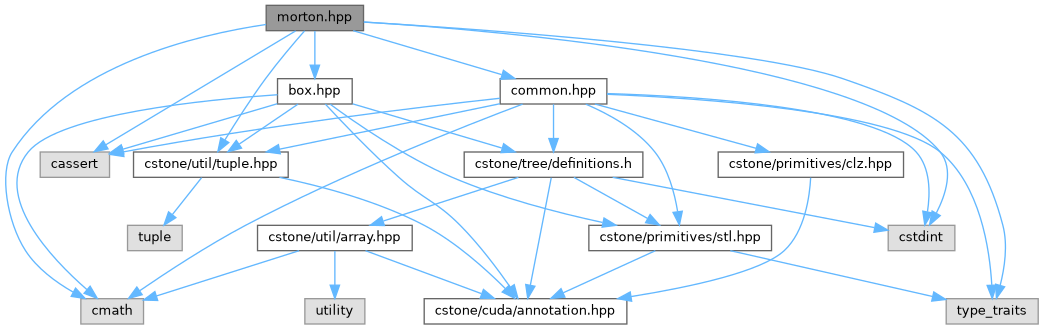 morton.hpp
box.hpp
common.hpp
cassert
cstone/util/tuple.hpp
cstone/tree/definitions.h
cstone/primitives/clz.hpp
tuple
cstone/util/array.hpp
cstone/primitives/stl.hpp
cstdint
cmath
utility
cstone/cuda/annotation.hpp
type_traits